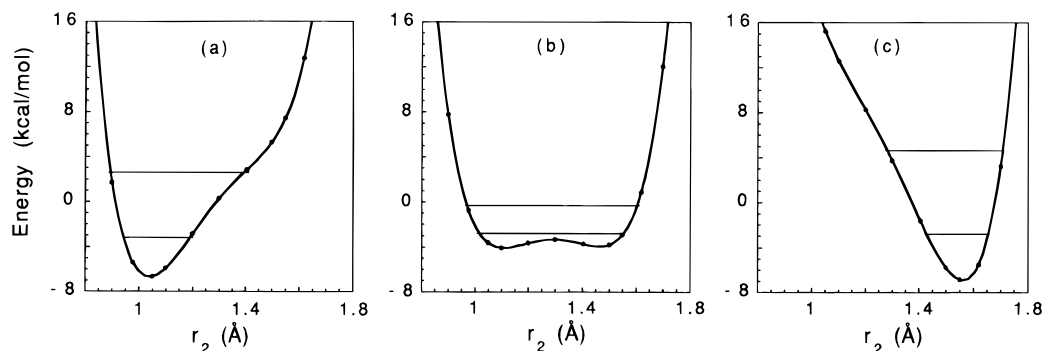 16 16 16
(a) (b) (c)
8 8 8
Energy (kcal/mol)
0 0 0
- 8 - 8 - 8
1 1.4 1.8 1 1.4 1.8 1 1.4 1.8
r2 (Å) r2 (Å) r2 (Å)